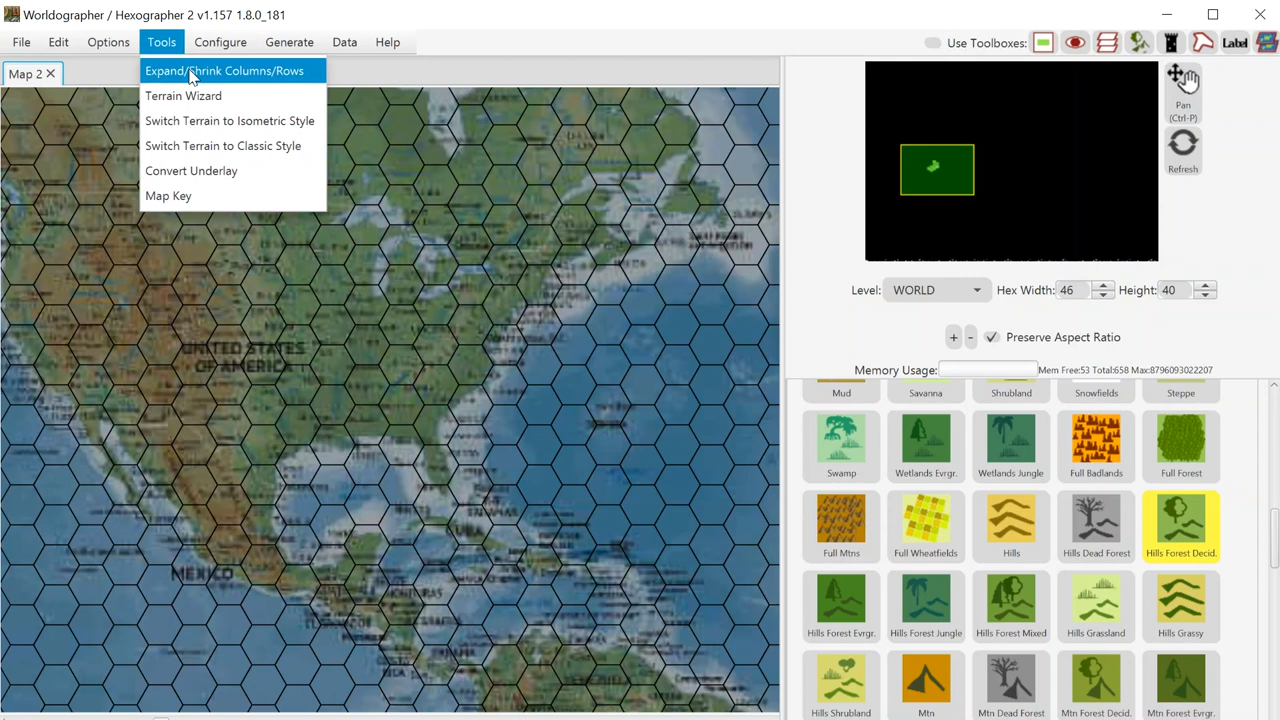 Worldographer / Hexographer 2 v1.157 1.8.0_181
File Edit Options Tools Configure Generate Data Help
Use Toolboxes: Label
Map 2
Expand/Shrink Columns/Rows
Terrain Wizard
Switch Terrain to Isometric Style
Switch Terrain to Classic Style
Convert Underlay
Map Key
UNITED STATES
OF AMERICA
MEXICO
CUBA
Pan
(Ctrl-P)
Refresh
Level: WORLD Hex Width: 46 Height: 40
+ - Preserve Aspect Ratio
Memory Usage: Mem Free:53 Total:658 Max:8796093022207
Mud Savanna Shrubland Snowfields Steppe
Swamp Wetlands Evrgr. Wetlands Jungle Full Badlands Full Forest
Full Mtns Full Wheatfields Hills Hills Dead Forest Hills Forest Decid.
Hills Forest Evrgr. Hills Forest Jungle Hills Forest Mixed Hills Grassland Hills Grassy
Hills Shrubland Mtn Mtn Dead Forest Mtn Forest Decid. Mtn Forest Evrgr.